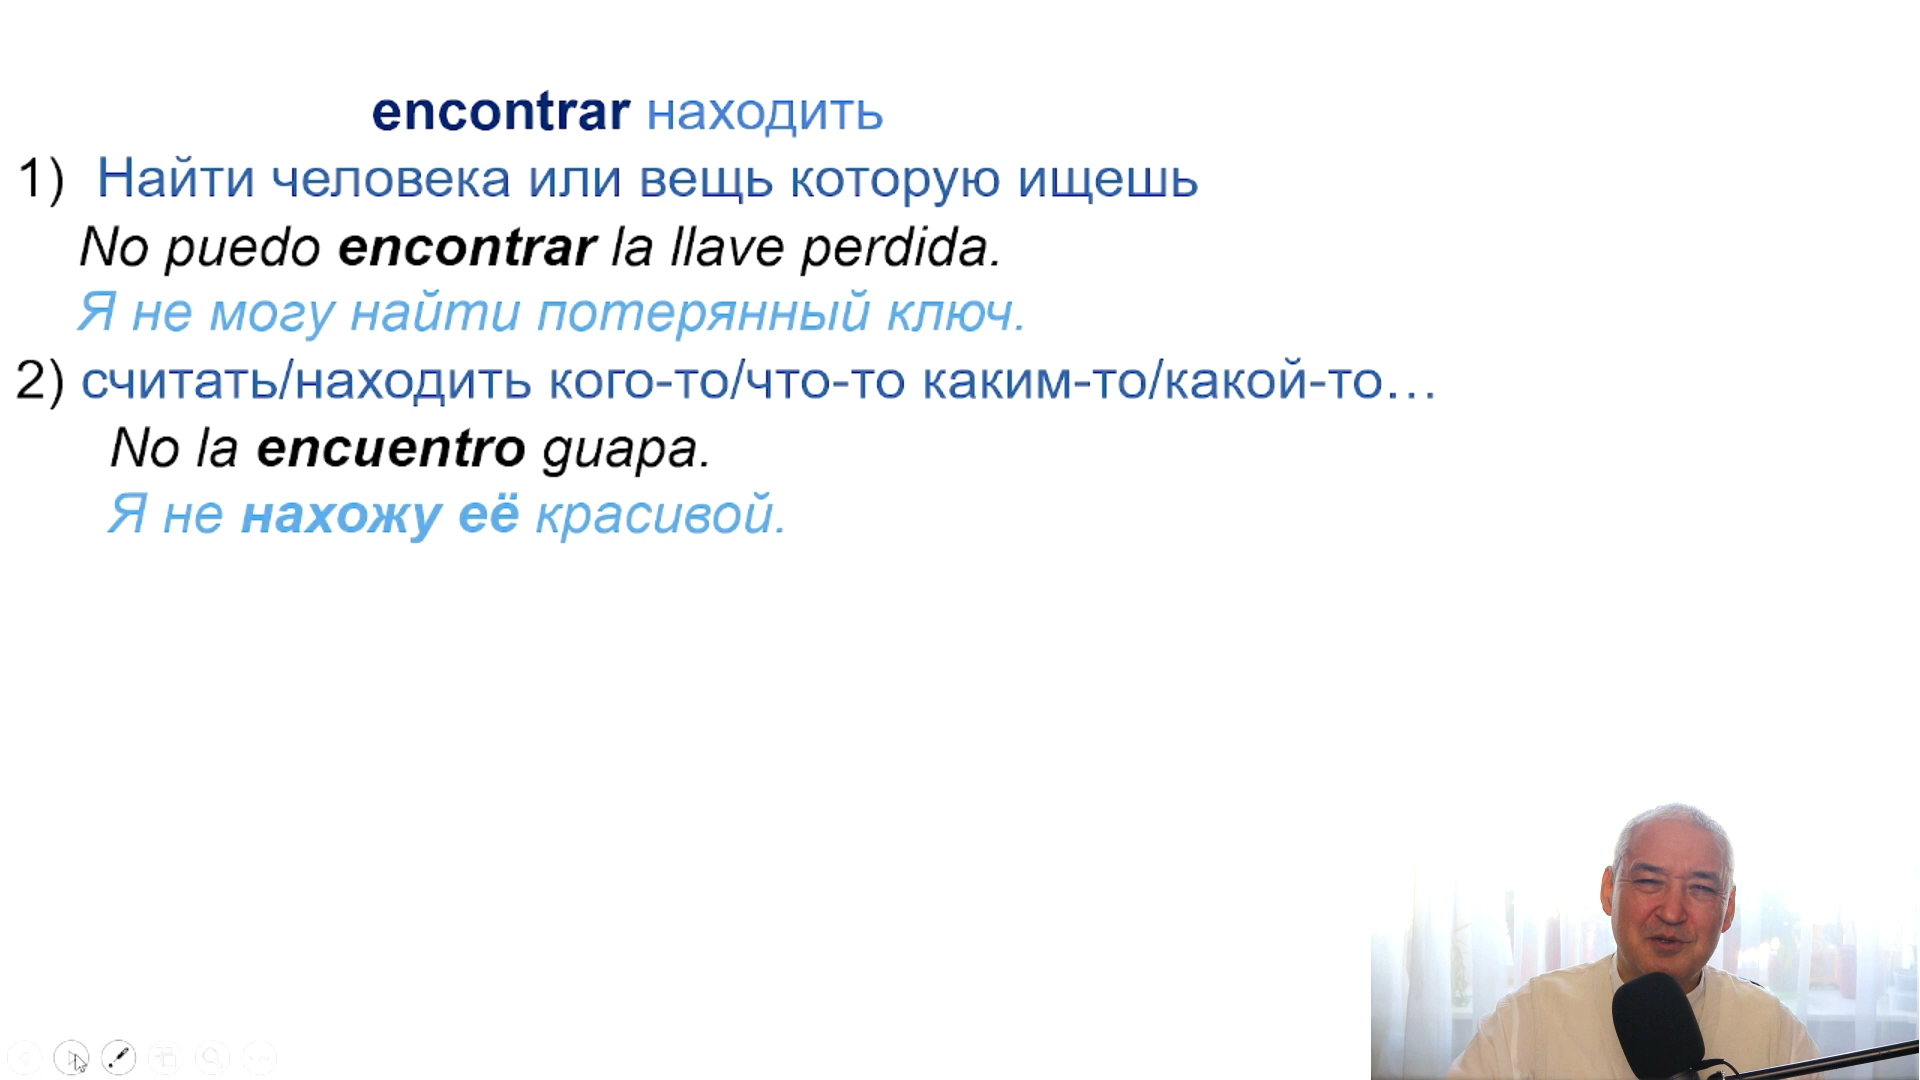 encontrar находить
1) Найти человека или вещь которую ищешь
No puedo encontrar la llave perdida.
Я не могу найти потерянный ключ.
2) считать/находить кого-то/что-то каким-то/какой-то…
No la encuentro guapa.
Я не нахожу её красивой.